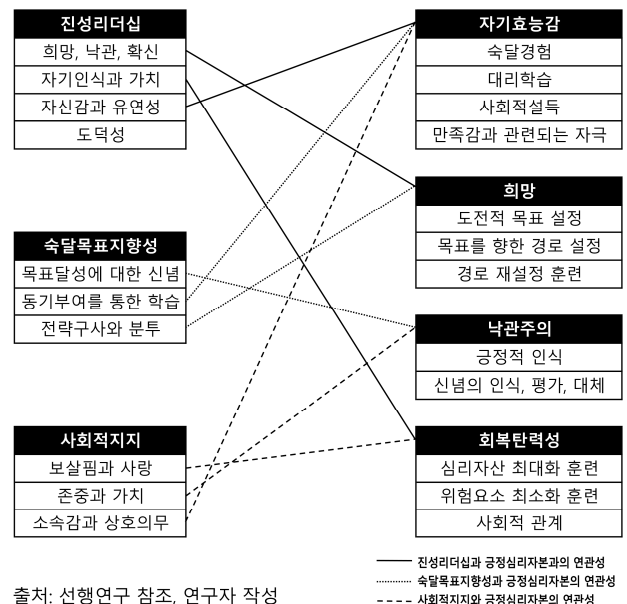 진성리더십
희망, 낙관, 확신
자기인식과 가치
자신감과 유연성
도덕성
숙달목표지향성
목표달성에 대한 신념
동기부여를 통한 학습
전략구사와 분투
사회적지지
보살핌과 사랑
존중과 가치
소속감과 상호의무
자기효능감
숙달경험
대리학습
사회적설득
만족감과 관련되는 자극
희망
도전적 목표 설정
목표를 향한 경로 설정
경로 재설정 훈련
낙관주의
긍정적 인식
신념의 인식, 평가, 대체
회복탄력성
심리자산 최대화 훈련
위험요소 최소화 훈련
사회적 관계
진성리더십과 긍정심리자본과의 연관성
숙달목표지향성과 긍정심리자본의 연관성
사회적지지와 긍정심리자본의 연관성
출처: 선행연구 참조, 연구자 작성